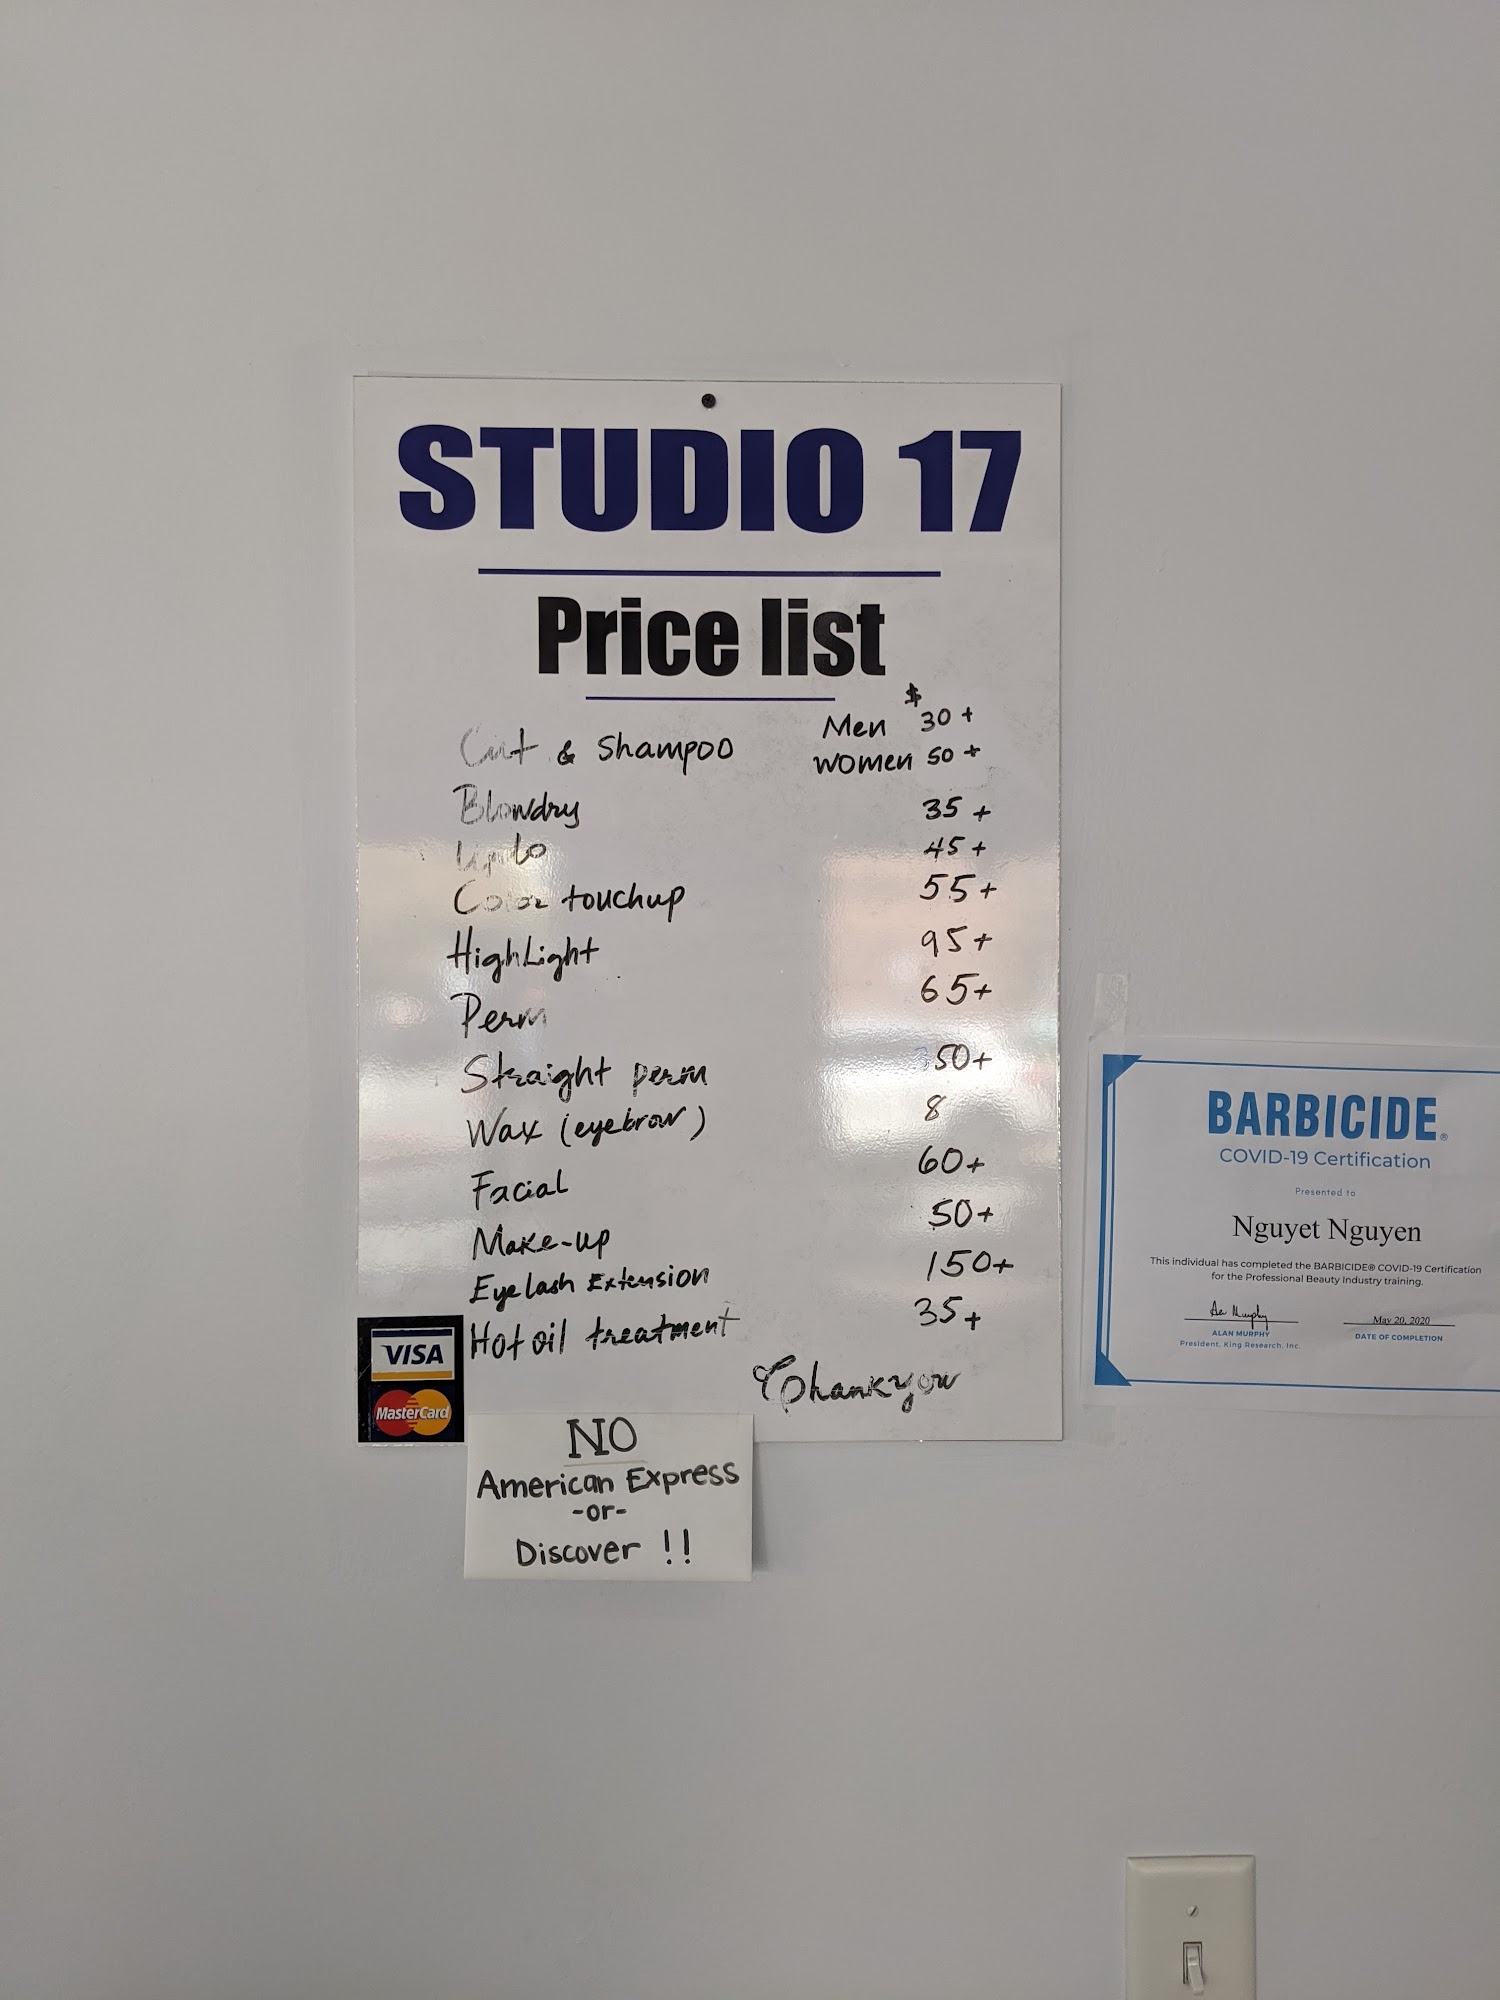 STUDIO 17
Price list
Cut & Shampoo Men $30+
Women 50+
Blowdry 35+
Updo 45+
Color touchup 55+
HighLight 95+
Perm 65+
Straight perm 350+
Wax (eyebrow) 8
Facial 60+
Make-up 50+
Eyelash Extension 150+
Hot oil treatment 35+
Thankyou
VISA
MasterCard
NO
American Express
-or-
Discover !!
BARBICIDE®
COVID-19 Certification
Presented to
Nguyet Nguyen
This individual has completed the BARBICIDE® COVID-19 Certification
for the Professional Beauty Industry training.
Alan Murphy May 20, 2020
ALAN MURPHY DATE OF COMPLETION
President, King Research, Inc.